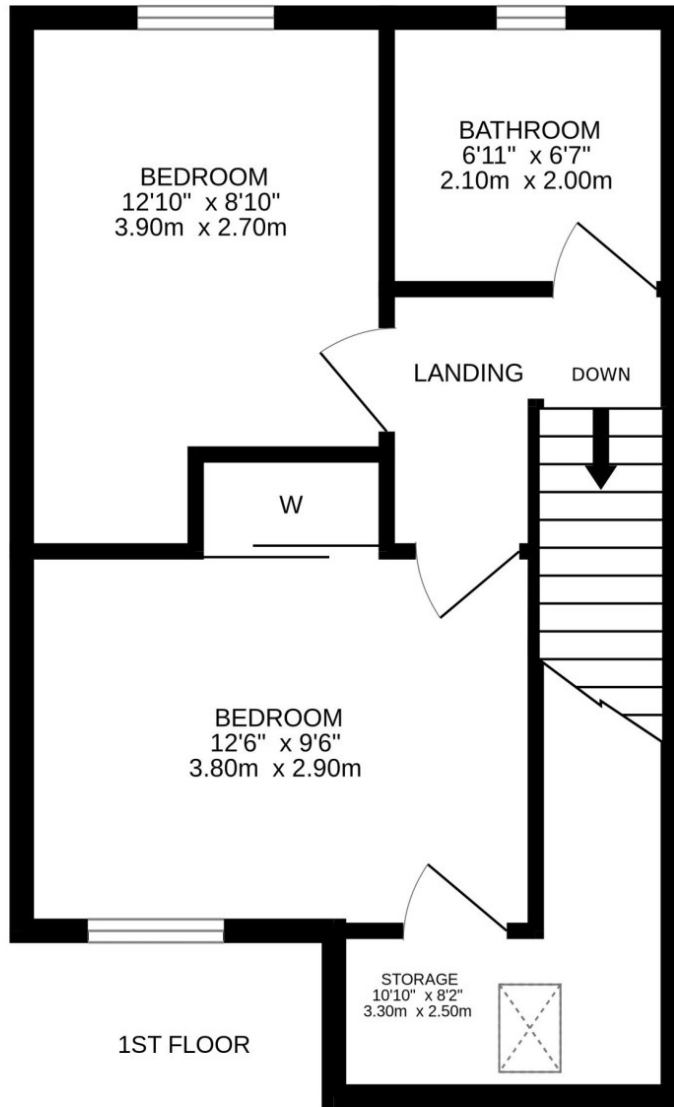 BEDROOM
12'10" x 8'10"
3.90m x 2.70m
BATHROOM
6'11" x 6'7"
2.10m x 2.00m
LANDING
DOWN
W
BEDROOM
12'6" x 9'6"
3.80m x 2.90m
STORAGE
10'10" x 8'2"
3.30m x 2.50m
1ST FLOOR